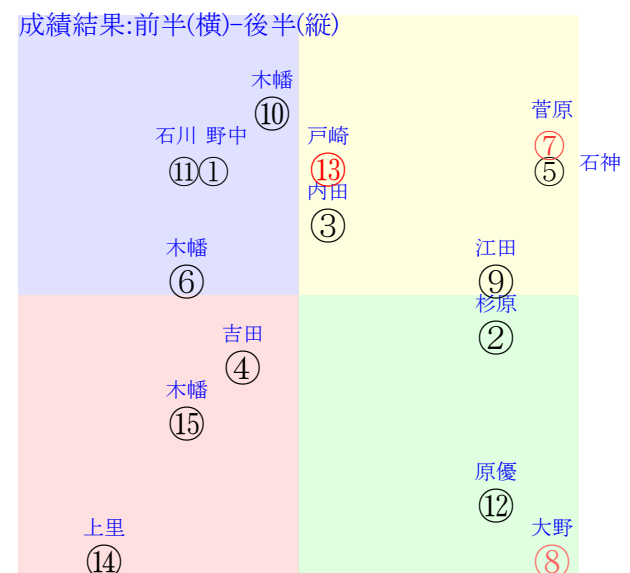 成績結果:前半(横)-後半(縦)
木幡
⑩
菅原
⑦
石川 野中
戸崎
石神
⑪①
⑬
⑤
内田
③
木幡
江田
⑥
⑨
杉原
②
吉田
④
木幡
⑮
原優
⑫
上里
大野
⑭
⑧